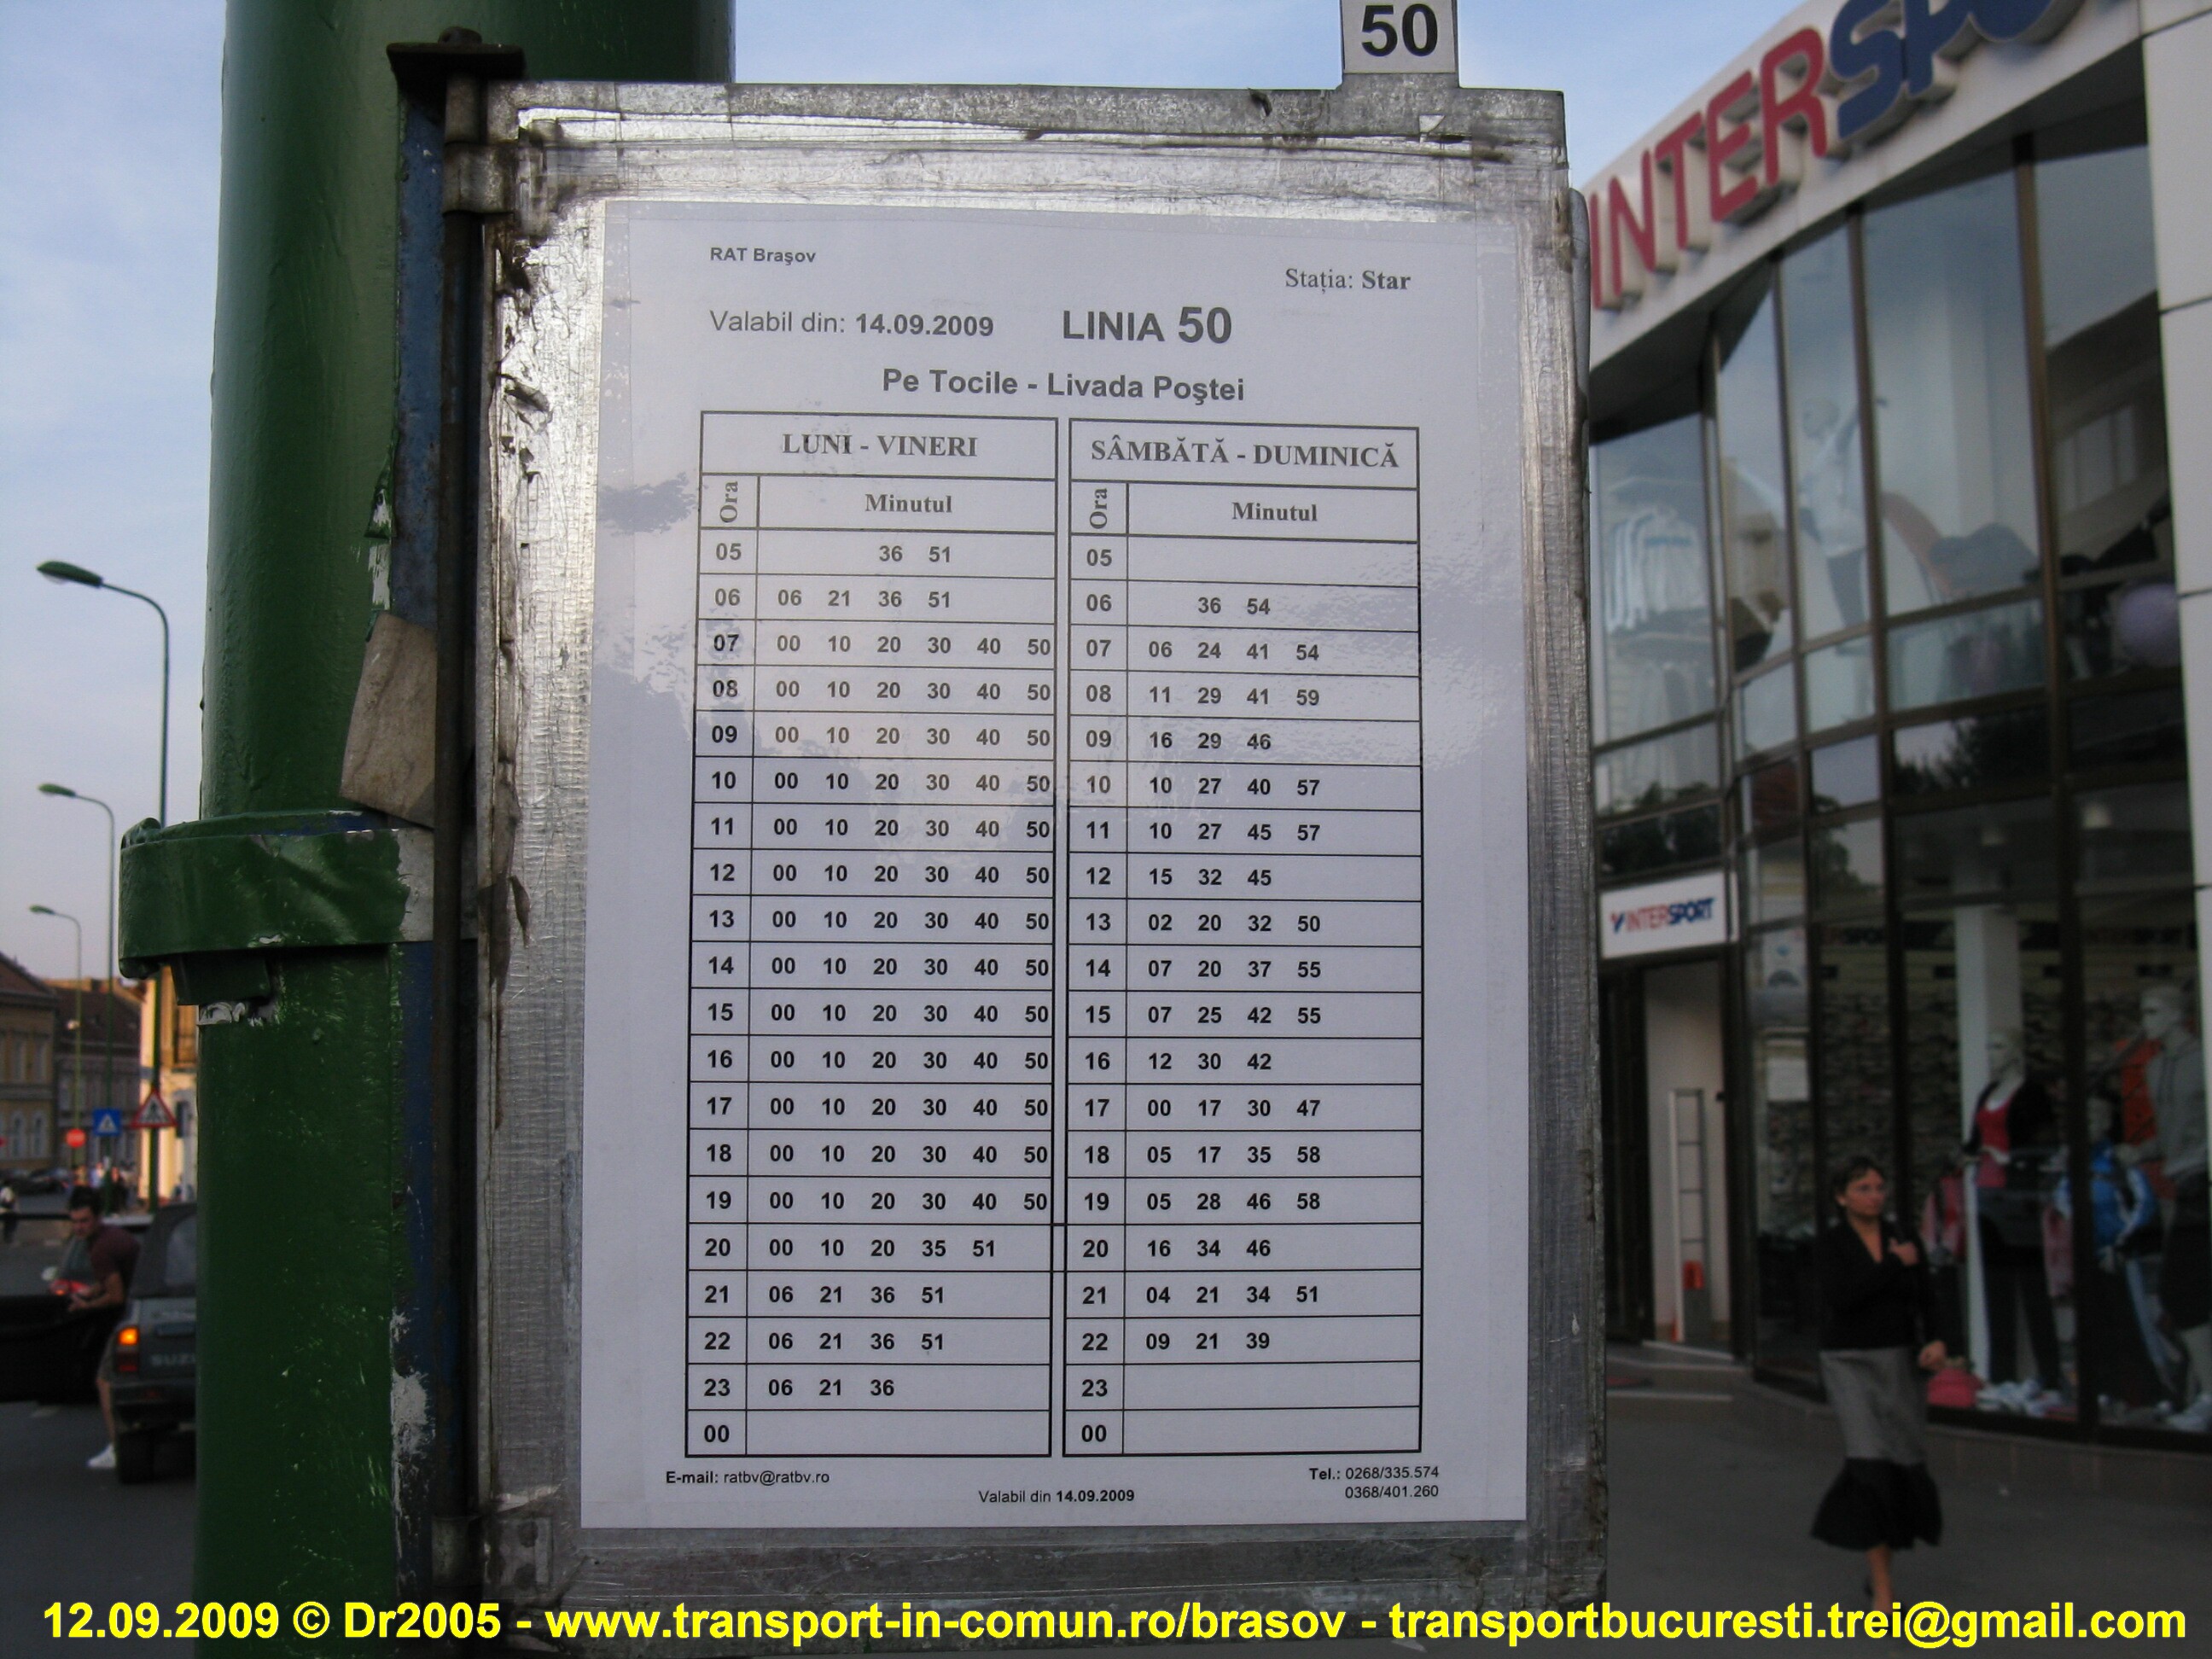 50
INTERSPO
RAT Braşov
Stația: Star
Valabil din: 14.09.2009 LINIA 50
Pe Tocile - Livada Poştei
LUNI - VINERI SÂMBĂTĂ - DUMINICĂ
Ora Minutul Ora Minutul
05 36 51 05
06 06 21 36 51 06 36 54
07 00 10 20 30 40 50 07 06 24 41 54
08 00 10 20 30 40 50 08 11 29 41 59
09 00 10 20 30 40 50 09 16 29 46
10 00 10 20 30 40 50 10 10 27 40 57
11 00 10 20 30 40 50 11 10 27 45 57
12 00 10 20 30 40 50 12 15 32 45
13 00 10 20 30 40 50 13 02 20 32 50
14 00 10 20 30 40 50 14 07 20 37 55
15 00 10 20 30 40 50 15 07 25 42 55
16 00 10 20 30 40 50 16 12 30 42
17 00 10 20 30 40 50 17 00 17 30 47
18 00 10 20 30 40 50 18 05 17 35 58
19 00 10 20 30 40 50 19 05 28 46 58
20 00 10 20 35 51 20 16 34 46
21 06 21 36 51 21 04 21 34 51
22 06 21 36 51 22 09 21 39
23 06 21 36 23
00 00
E-mail: ratbv@ratbv.ro Tel.: 0268/335.574
Valabil din 14.09.2009 0368/401.260
INTERSPORT
SUZU
12.09.2009 © Dr2005 - www.transport-in-comun.ro/brasov - transportbucuresti.trei@gmail.com